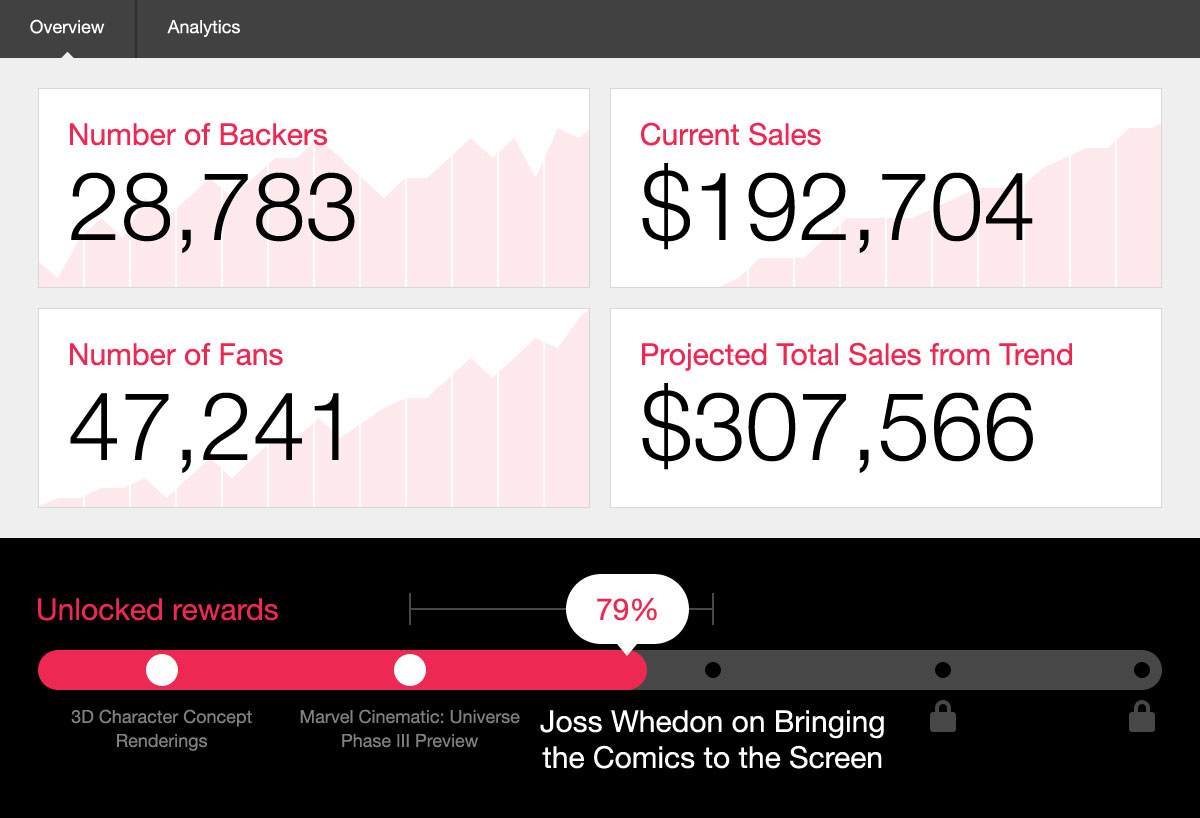 Overview
Analytics
Number of Backers
28,783
Current Sales
$192,704
Number of Fans
47,241
Projected Total Sales from Trend
$307,566
Unlocked rewards
79%
3D Character Concept
Renderings
Marvel Cinematic: Universe
Phase III Preview
Joss Whedon on Bringing
the Comics to the Screen